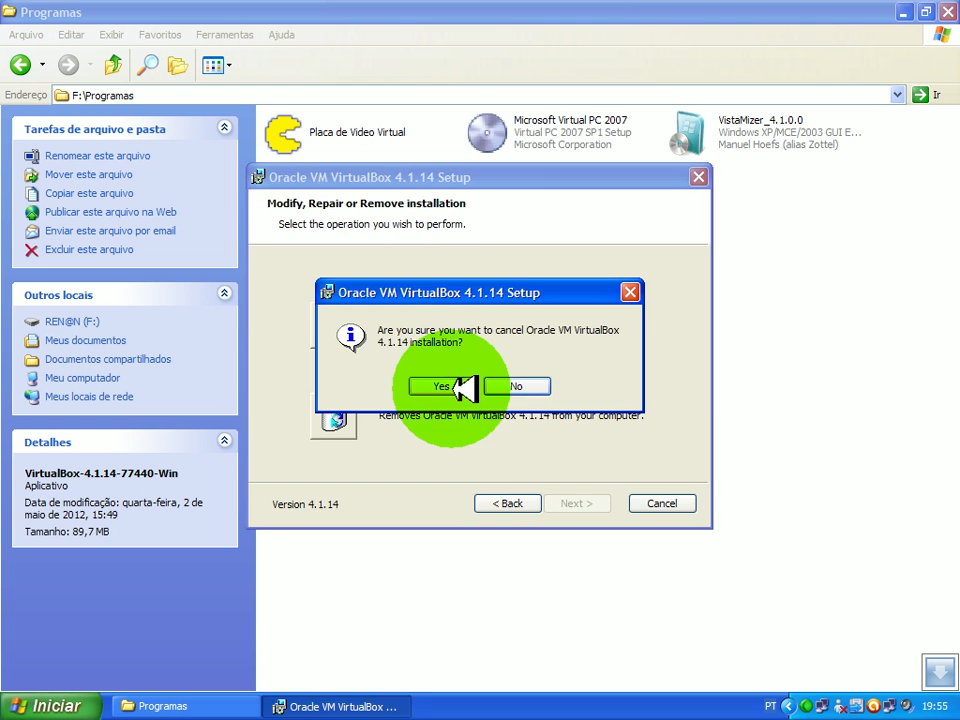 Programas
Arquivo Editar Exibir Favoritos Ferramentas Ajuda
Endereço F:\Programas Ir
Tarefas de arquivo e pasta
Renomear este arquivo
Mover este arquivo
Copiar este arquivo
Publicar este arquivo na Web
Enviar este arquivo por email
Excluir este arquivo
Outros locais
REN@N (F:)
Meus documentos
Documentos compartilhados
Meu computador
Meus locais de rede
Detalhes
VirtualBox-4.1.14-77440-Win
Aplicativo
Data de modificação: quarta-feira, 2 de
maio de 2012, 15:49
Tamanho: 89,7 MB
Placa de Video Virtual
Microsoft Virtual PC 2007
Virtual PC 2007 SP1 Setup
Microsoft Corporation
VistaMizer_4.1.0.0
Windows XP/MCE/2003 GUI E...
Manuel Hoefs (alias Zottel)
Oracle VM VirtualBox 4.1.14 Setup
Modify, Repair or Remove installation
Select the operation you wish to perform.
Oracle VM VirtualBox 4.1.14 Setup
Are you sure you want to cancel Oracle VM VirtualBox
4.1.14 installation?
Yes No
Removes Oracle VM VirtualBox 4.1.14 from your computer.
Version 4.1.14 < Back Next > Cancel
Iniciar Programas Oracle VM VirtualBox ... PT 19:55